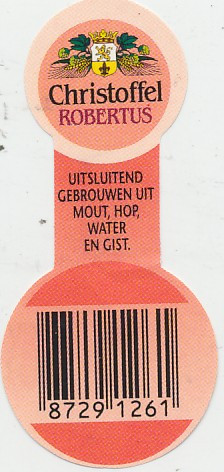 Christoffel
ROBERTUS
UITSLUITEND
GEBROUWEN UIT
MOUT, HOP,
WATER
EN GIST.
8729 1261